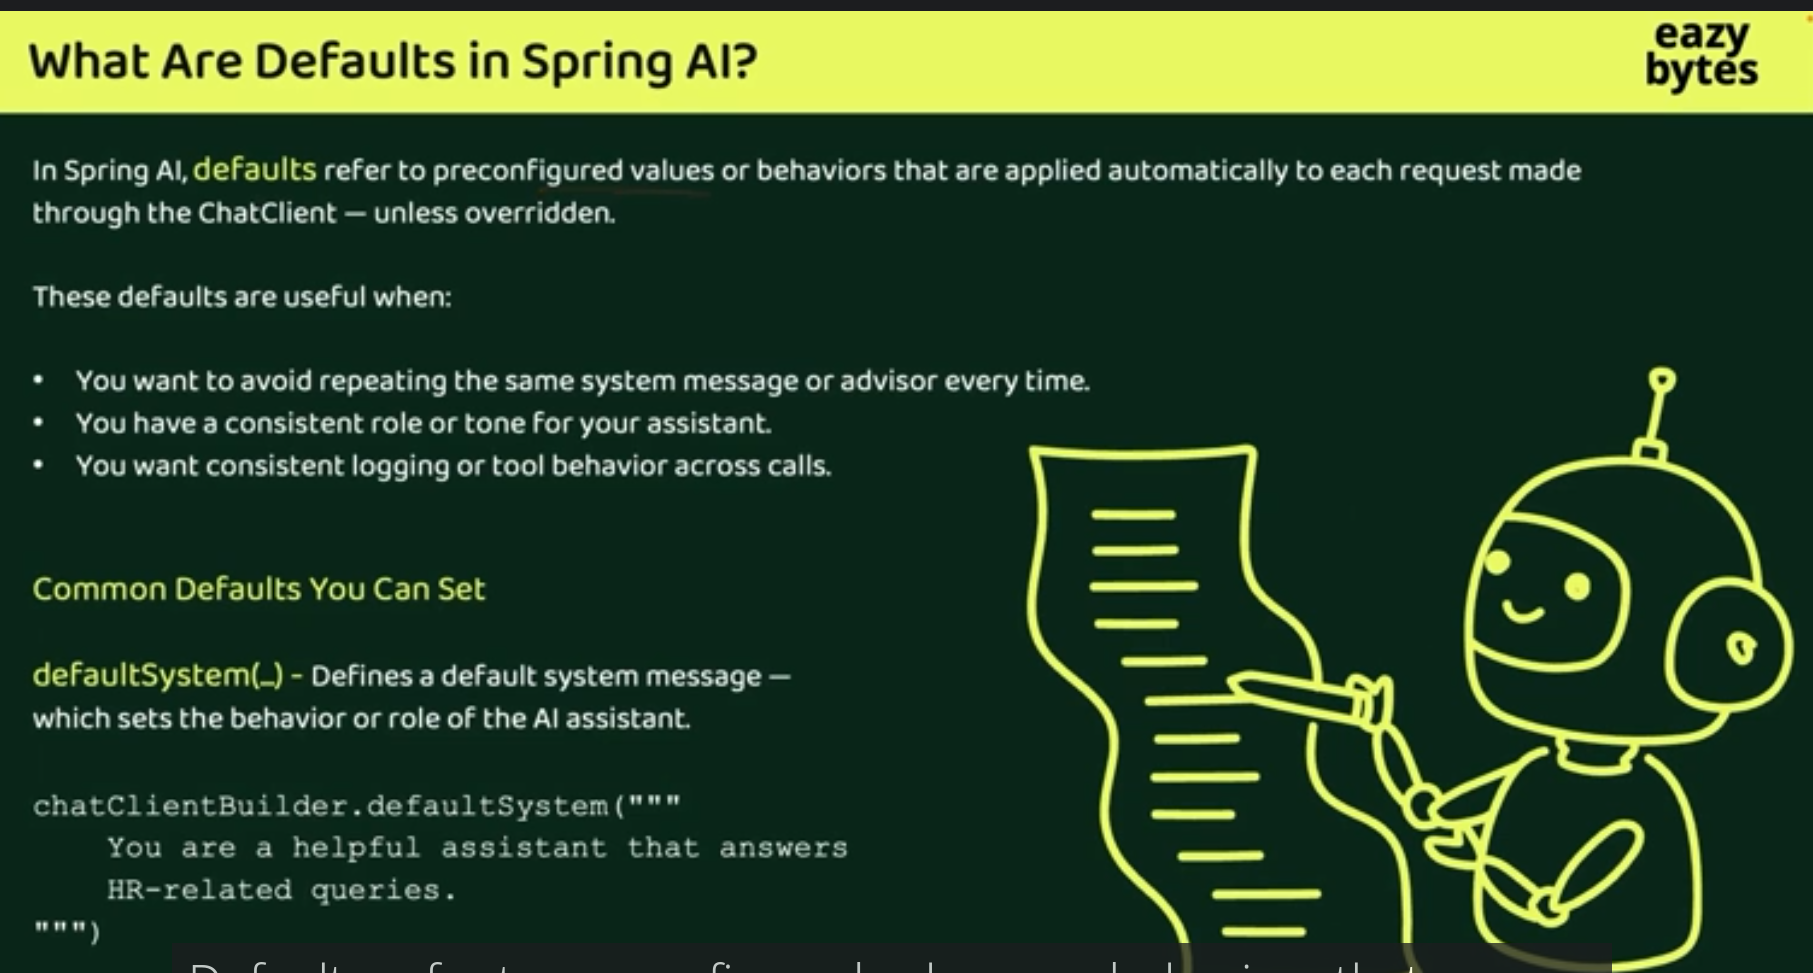 What Are Defaults in Spring AI?
eazy
bytes
In Spring AI, defaults refer to preconfigured values or behaviors that are applied automatically to each request made
through the ChatClient — unless overridden.
These defaults are useful when:
• You want to avoid repeating the same system message or advisor every time.
• You have a consistent role or tone for your assistant.
• You want consistent logging or tool behavior across calls.
Common Defaults You Can Set
defaultSystem(…) - Defines a default system message —
which sets the behavior or role of the AI assistant.
chatClientBuilder.defaultSystem("""
You are a helpful assistant that answers
HR-related queries.
""")